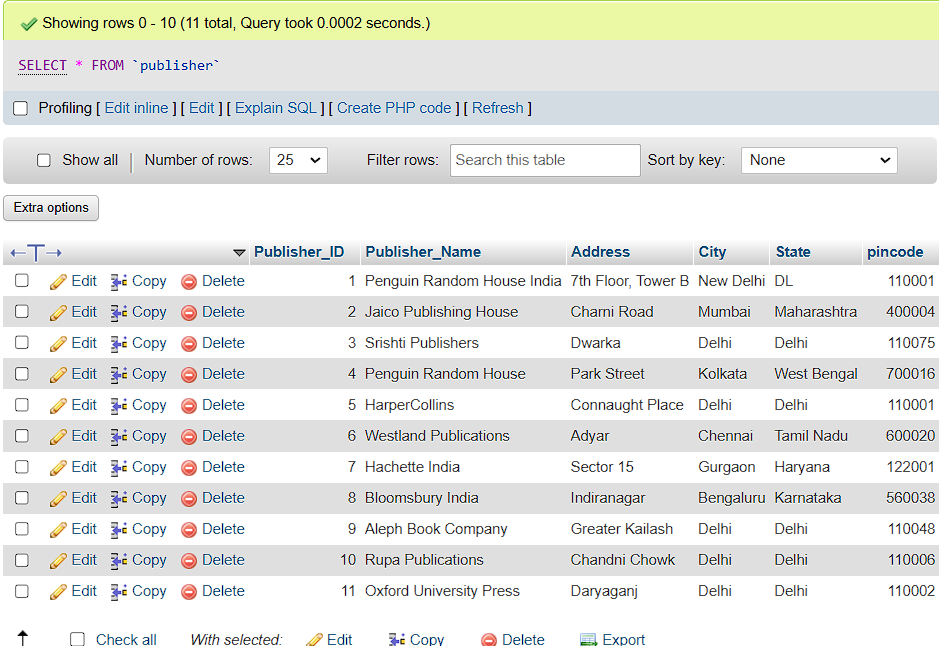 Showing rows 0 - 10 (11 total, Query took 0.0002 seconds.)
SELECT * FROM `publisher`
Profiling [ Edit inline ] [ Edit ] [ Explain SQL ] [ Create PHP code ] [ Refresh ]
Show all Number of rows: 25 Filter rows: Search this table Sort by key: None
Extra options
←T→ Publisher_ID Publisher_Name Address City State pincode
Edit Copy Delete 1 Penguin Random House India 7th Floor, Tower B New Delhi DL 110001
Edit Copy Delete 2 Jaico Publishing House Charni Road Mumbai Maharashtra 400004
Edit Copy Delete 3 Srishti Publishers Dwarka Delhi Delhi 110075
Edit Copy Delete 4 Penguin Random House Park Street Kolkata West Bengal 700016
Edit Copy Delete 5 HarperCollins Connaught Place Delhi Delhi 110001
Edit Copy Delete 6 Westland Publications Adyar Chennai Tamil Nadu 600020
Edit Copy Delete 7 Hachette India Sector 15 Gurgaon Haryana 122001
Edit Copy Delete 8 Bloomsbury India Indiranagar Bengaluru Karnataka 560038
Edit Copy Delete 9 Aleph Book Company Greater Kailash Delhi Delhi 110048
Edit Copy Delete 10 Rupa Publications Chandni Chowk Delhi Delhi 110006
Edit Copy Delete 11 Oxford University Press Daryaganj Delhi Delhi 110002
Check all With selected: Edit Copy Delete Export